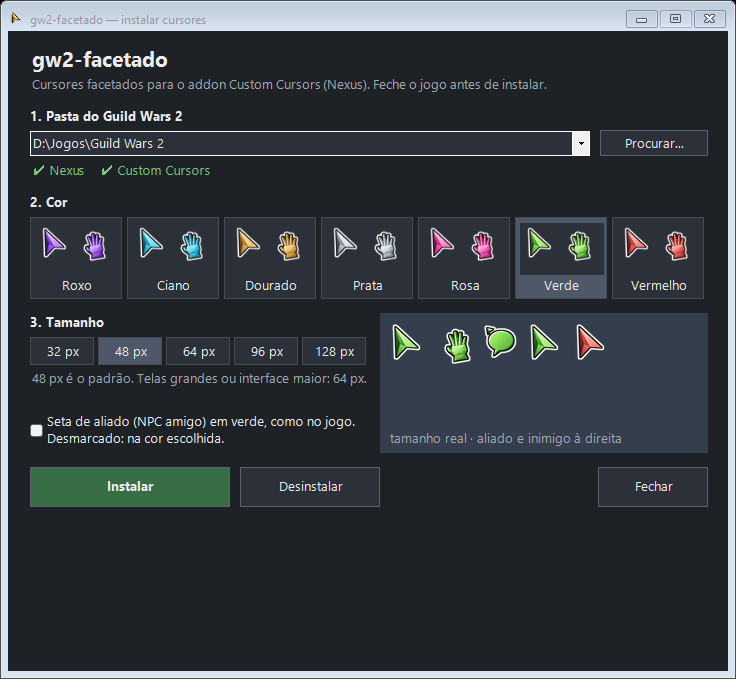 gw2-facetado — instalar cursores
gw2-facetado
Cursores facetados para o addon Custom Cursors (Nexus). Feche o jogo antes de instalar.
1. Pasta do Guild Wars 2
D:\Jogos\Guild Wars 2
Procurar...
✔ Nexus ✔ Custom Cursors
2. Cor
Roxo
Ciano
Dourado
Prata
Rosa
Verde
Vermelho
3. Tamanho
32 px
48 px
64 px
96 px
128 px
48 px é o padrão. Telas grandes ou interface maior: 64 px.
Seta de aliado (NPC amigo) em verde, como no jogo.
Desmarcado: na cor escolhida.
tamanho real · aliado e inimigo à direita
Instalar
Desinstalar
Fechar